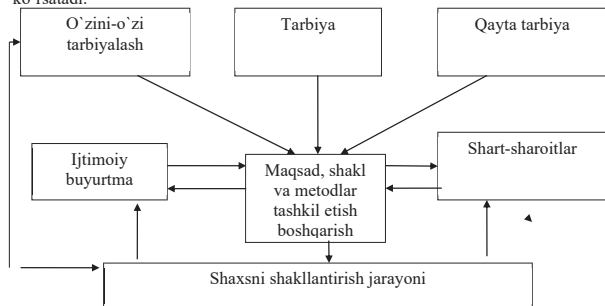 ko‘rsatadi.
O`zini-o`zi
tarbiyalash
Tarbiya
Qayta tarbiya
Ijtimoiy
buyurtma
Maqsad, shakl
va metodlar
tashkil etish
boshqarish
Shart-sharoitlar
Shaxsni shakllantirish jarayoni